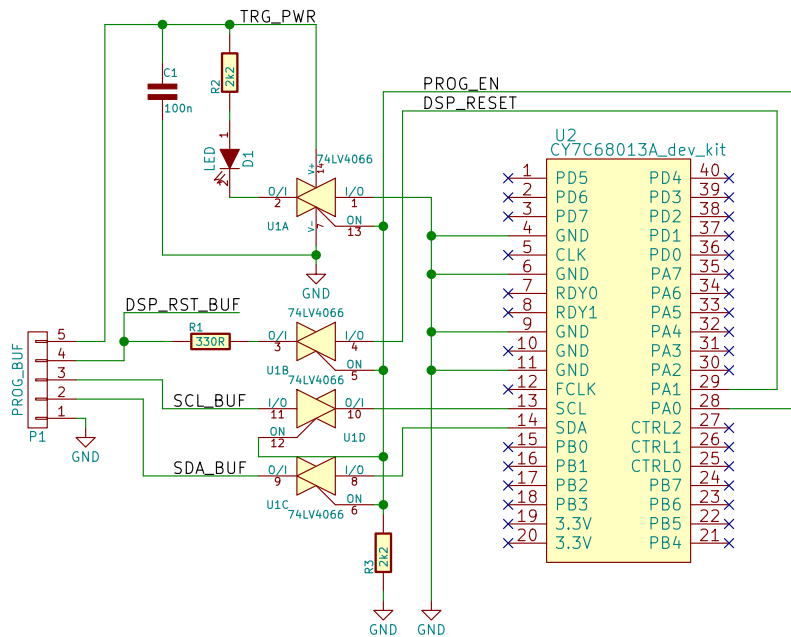 TRG_PWR
C1
100n
R2
2k2
1
LED
D1
2
74LV4066
V+
14
O/I
2
I/O
1
V-
7
ON
13
U1A
GND
PROG_EN
DSP_RESET
U2
CY7C68013A_dev_kit
1 PD5 PD4 40
2 PD6 PD3 39
3 PD7 PD2 38
4 GND PD1 37
5 CLK PD0 36
6 GND PA7 35
7 RDY0 PA6 34
8 RDY1 PA5 33
9 GND PA4 32
10 GND PA3 31
11 GND PA2 30
12 FCLK PA1 29
13 SCL PA0 28
14 SDA CTRL2 27
15 PB0 CTRL1 26
16 PB1 CTRL0 25
17 PB2 PB7 24
18 PB3 PB6 23
19 3.3V PB5 22
20 3.3V PB4 21
DSP_RST_BUF
R1
330R
74LV4066
O/I
3
I/O
4
ON
5
U1B
PROG_BUF
5
4
3
2
1
P1
GND
74LV4066
SCL_BUF
I/O
11
O/I
10
ON
12
U1D
SDA_BUF
O/I
9
I/O
8
ON
6
U1C
74LV4066
R3
2k2
GND
GND